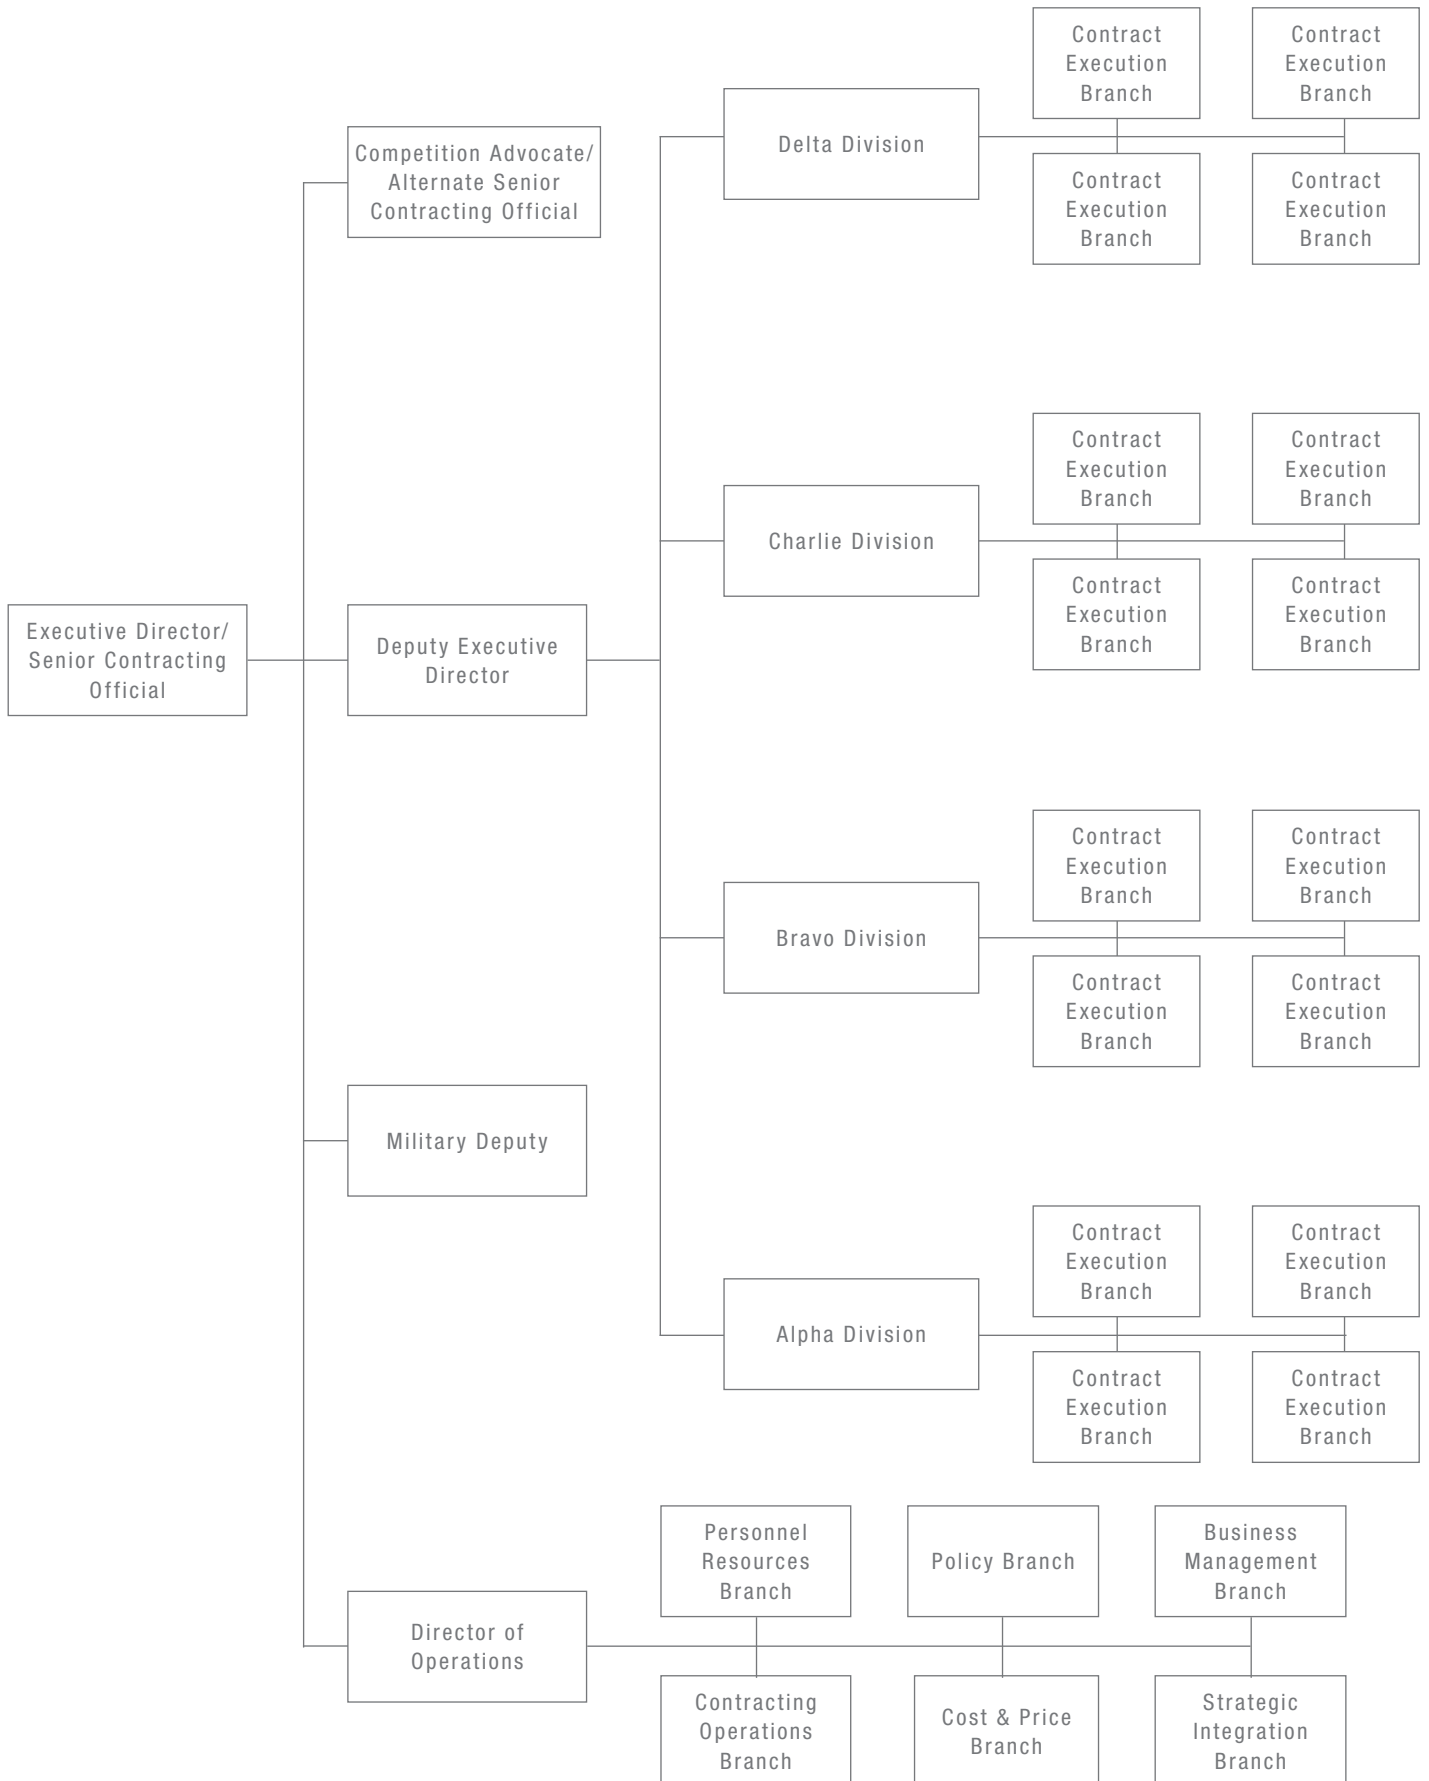 Contract
Execution
Branch
Contract
Execution
Branch
Delta Division
Contract
Execution
Branch
Contract
Execution
Branch
Competition Advocate/
Alternate Senior
Contracting Official
Contract
Execution
Branch
Contract
Execution
Branch
Charlie Division
Contract
Execution
Branch
Contract
Execution
Branch
Executive Director/
Senior Contracting
Official
Deputy Executive
Director
Contract
Execution
Branch
Contract
Execution
Branch
Bravo Division
Contract
Execution
Branch
Contract
Execution
Branch
Military Deputy
Contract
Execution
Branch
Contract
Execution
Branch
Alpha Division
Contract
Execution
Branch
Contract
Execution
Branch
Personnel
Resources
Branch
Policy Branch
Business
Management
Branch
Director of
Operations
Contracting
Operations
Branch
Cost & Price
Branch
Strategic
Integration
Branch